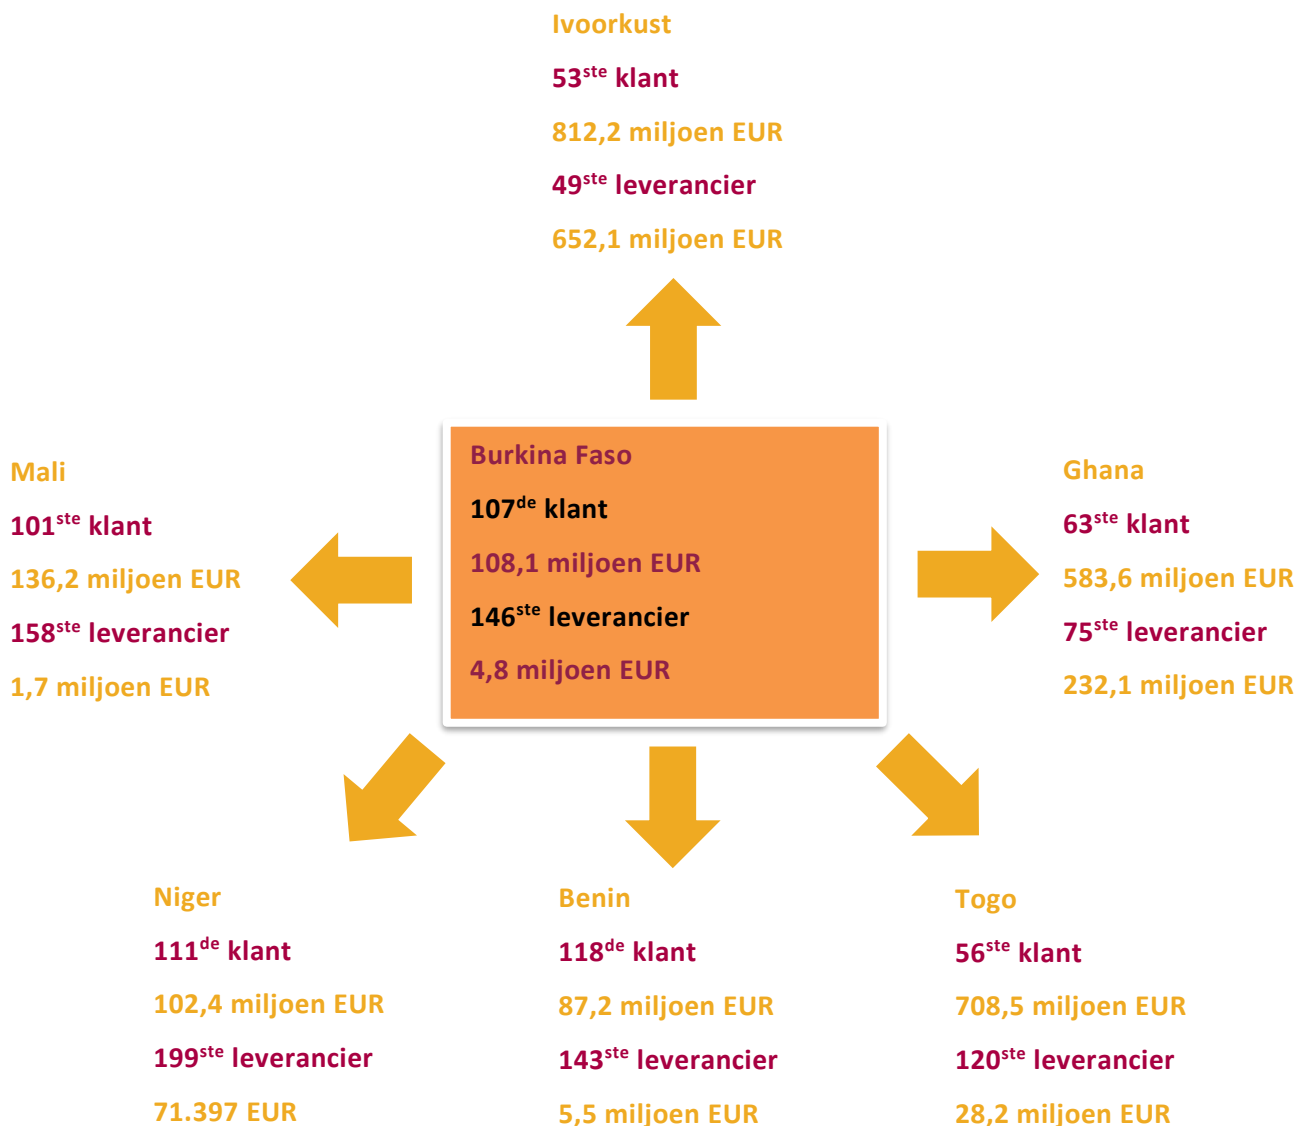 Ivoorkust
53ste klant
812,2 miljoen EUR
49ste leverancier
652,1 miljoen EUR
Mali
101ste klant
136,2 miljoen EUR
158ste leverancier
1,7 miljoen EUR
Burkina Faso
107de klant
108,1 miljoen EUR
146ste leverancier
4,8 miljoen EUR
Ghana
63ste klant
583,6 miljoen EUR
75ste leverancier
232,1 miljoen EUR
Niger
111de klant
102,4 miljoen EUR
199ste leverancier
71.397 EUR
Benin
118de klant
87,2 miljoen EUR
143ste leverancier
5,5 miljoen EUR
Togo
56ste klant
708,5 miljoen EUR
120ste leverancier
28,2 miljoen EUR